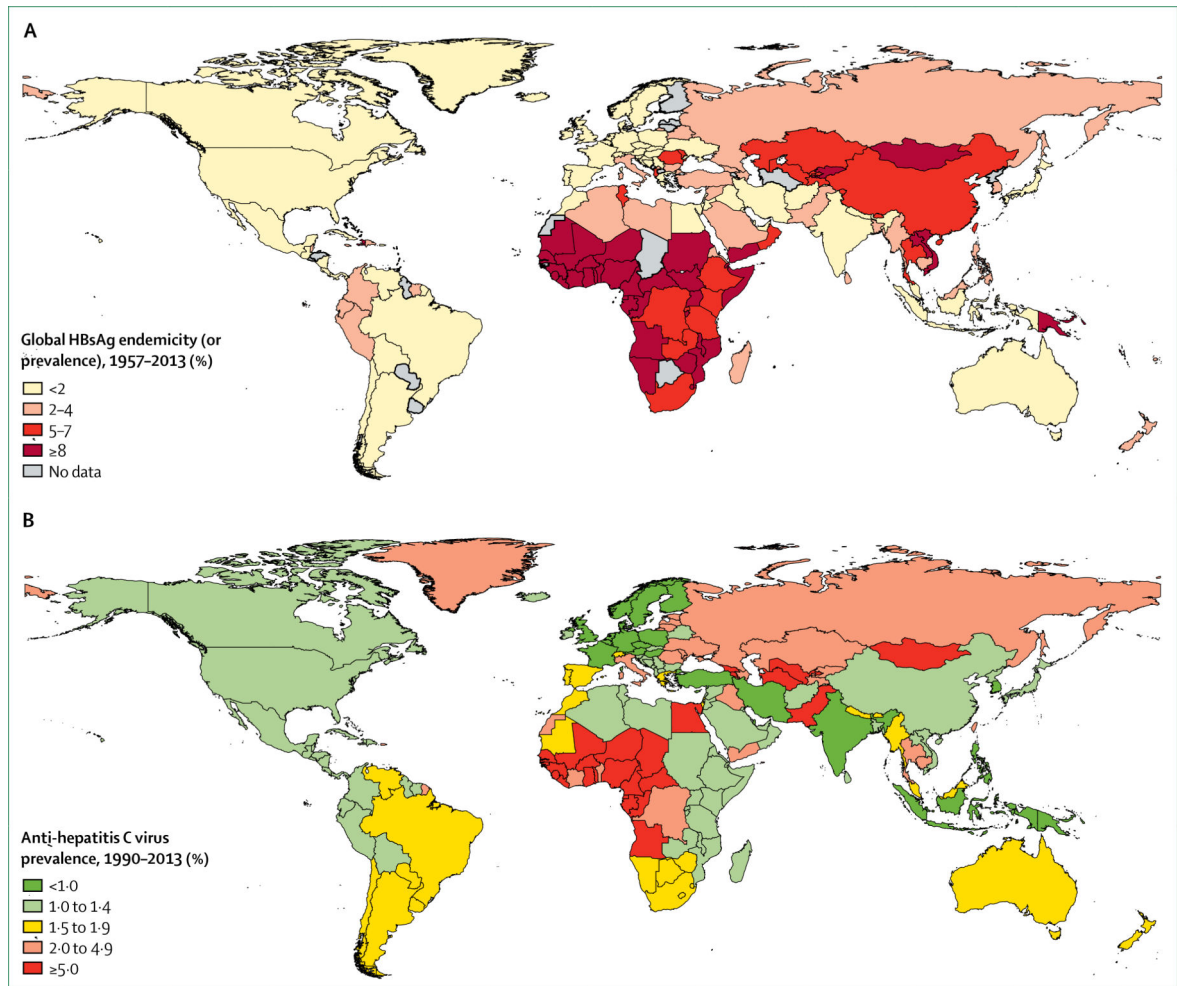 A
Global HBsAg endemicity (or
prevalence), 1957–2013 (%)
<2
2–4
5–7
≥8
No data
B
Anti-hepatitis C virus
prevalence, 1990–2013 (%)
<1·0
1·0 to 1·4
1·5 to 1·9
2·0 to 4·9
≥5·0